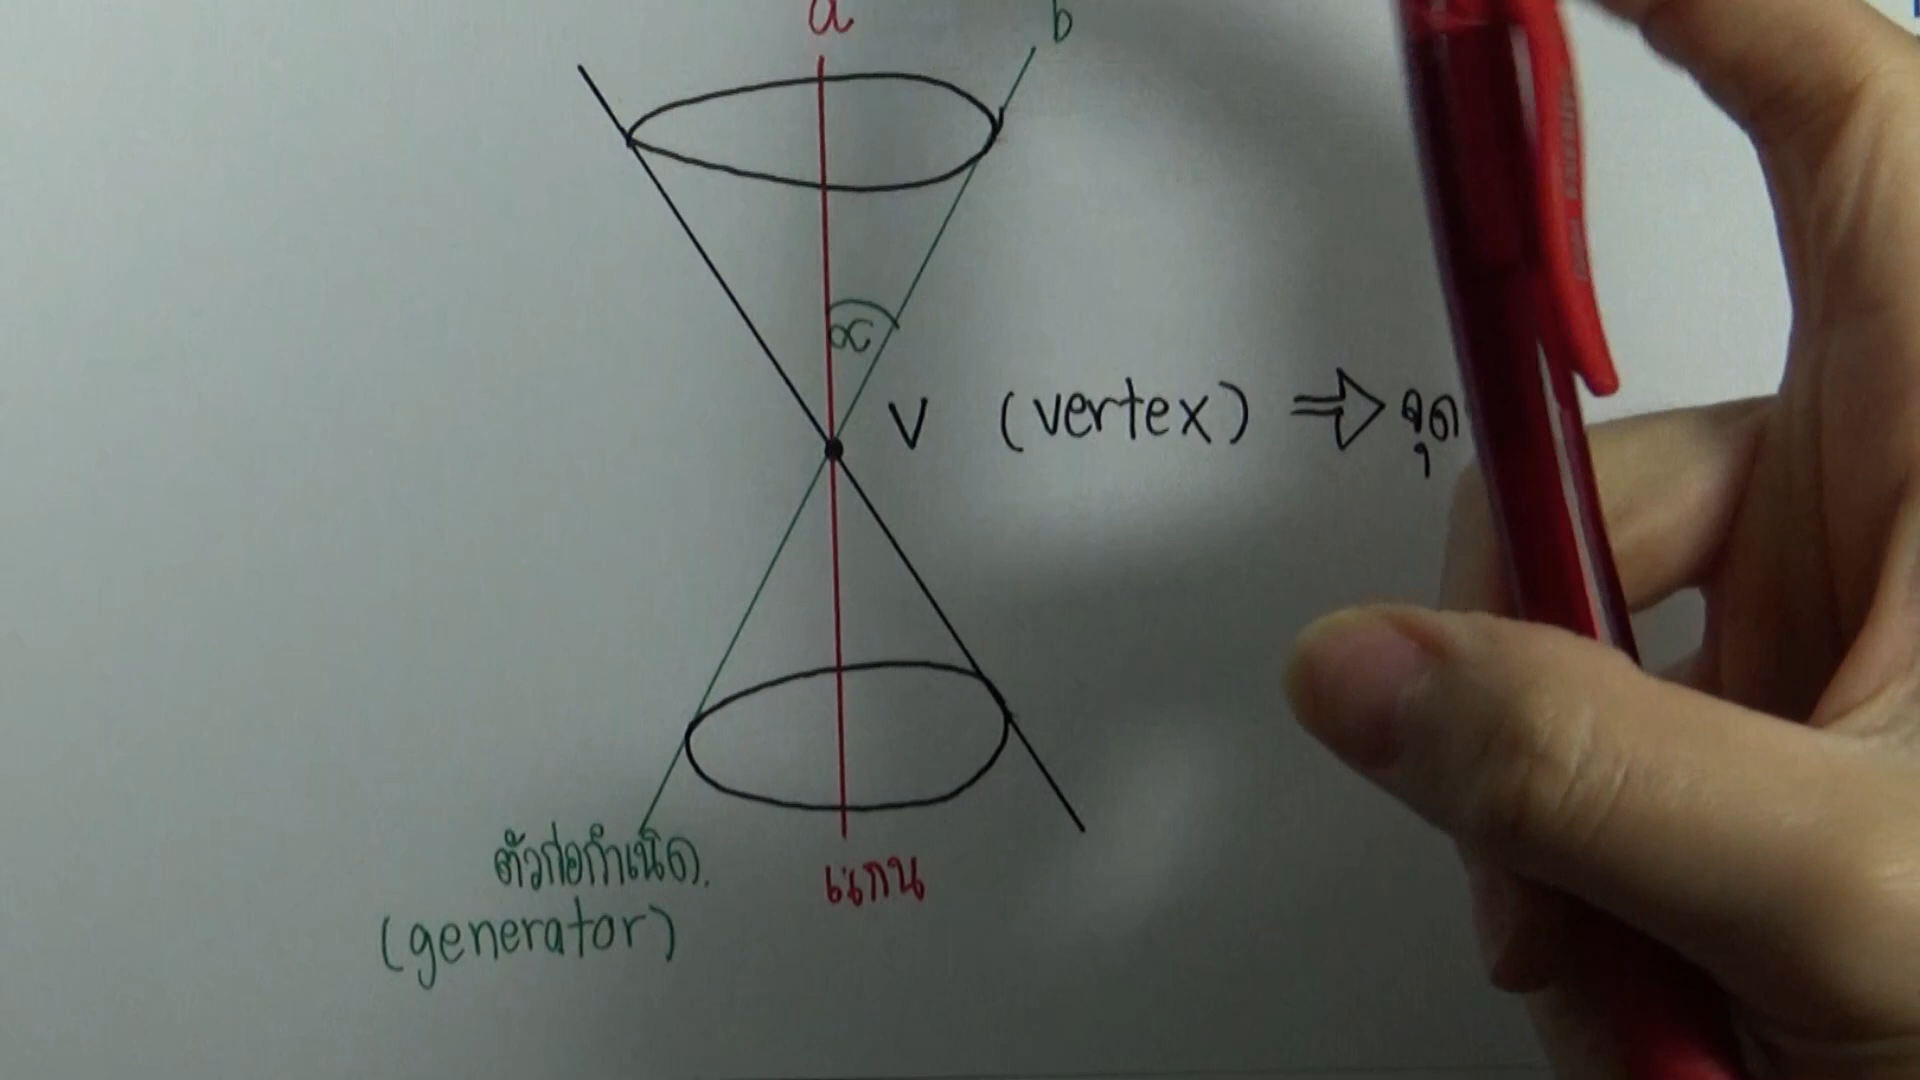 a b
α
V (vertex) ⇒ จุด
ตัวก่อกำเนิด.
แกน
(generator)